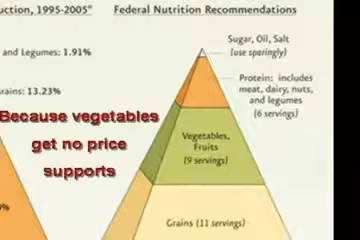 uction, 1995-2005*
Federal Nutrition Recommendations
Sugar, Oil, Salt
(use sparingly)
and Legumes: 1.91%
Protein: includes
meat, dairy, nuts,
and legumes
(6 servings)
rains: 13.23%
Because vegetables
get no price
supports
Vegetables,
Fruits
(9 servings)
Grains (11 servings)